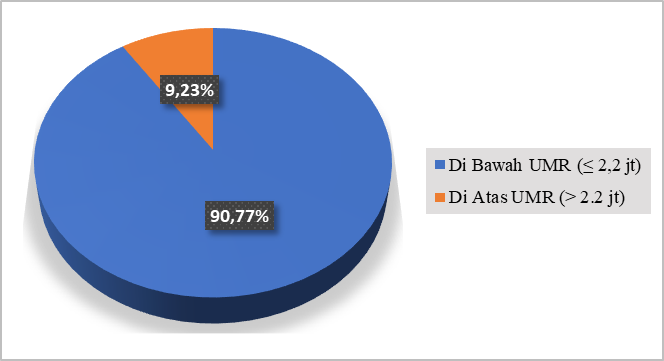 9,23%
90,77%
Di Bawah UMR (≤ 2,2 jt)
Di Atas UMR (> 2.2 jt)